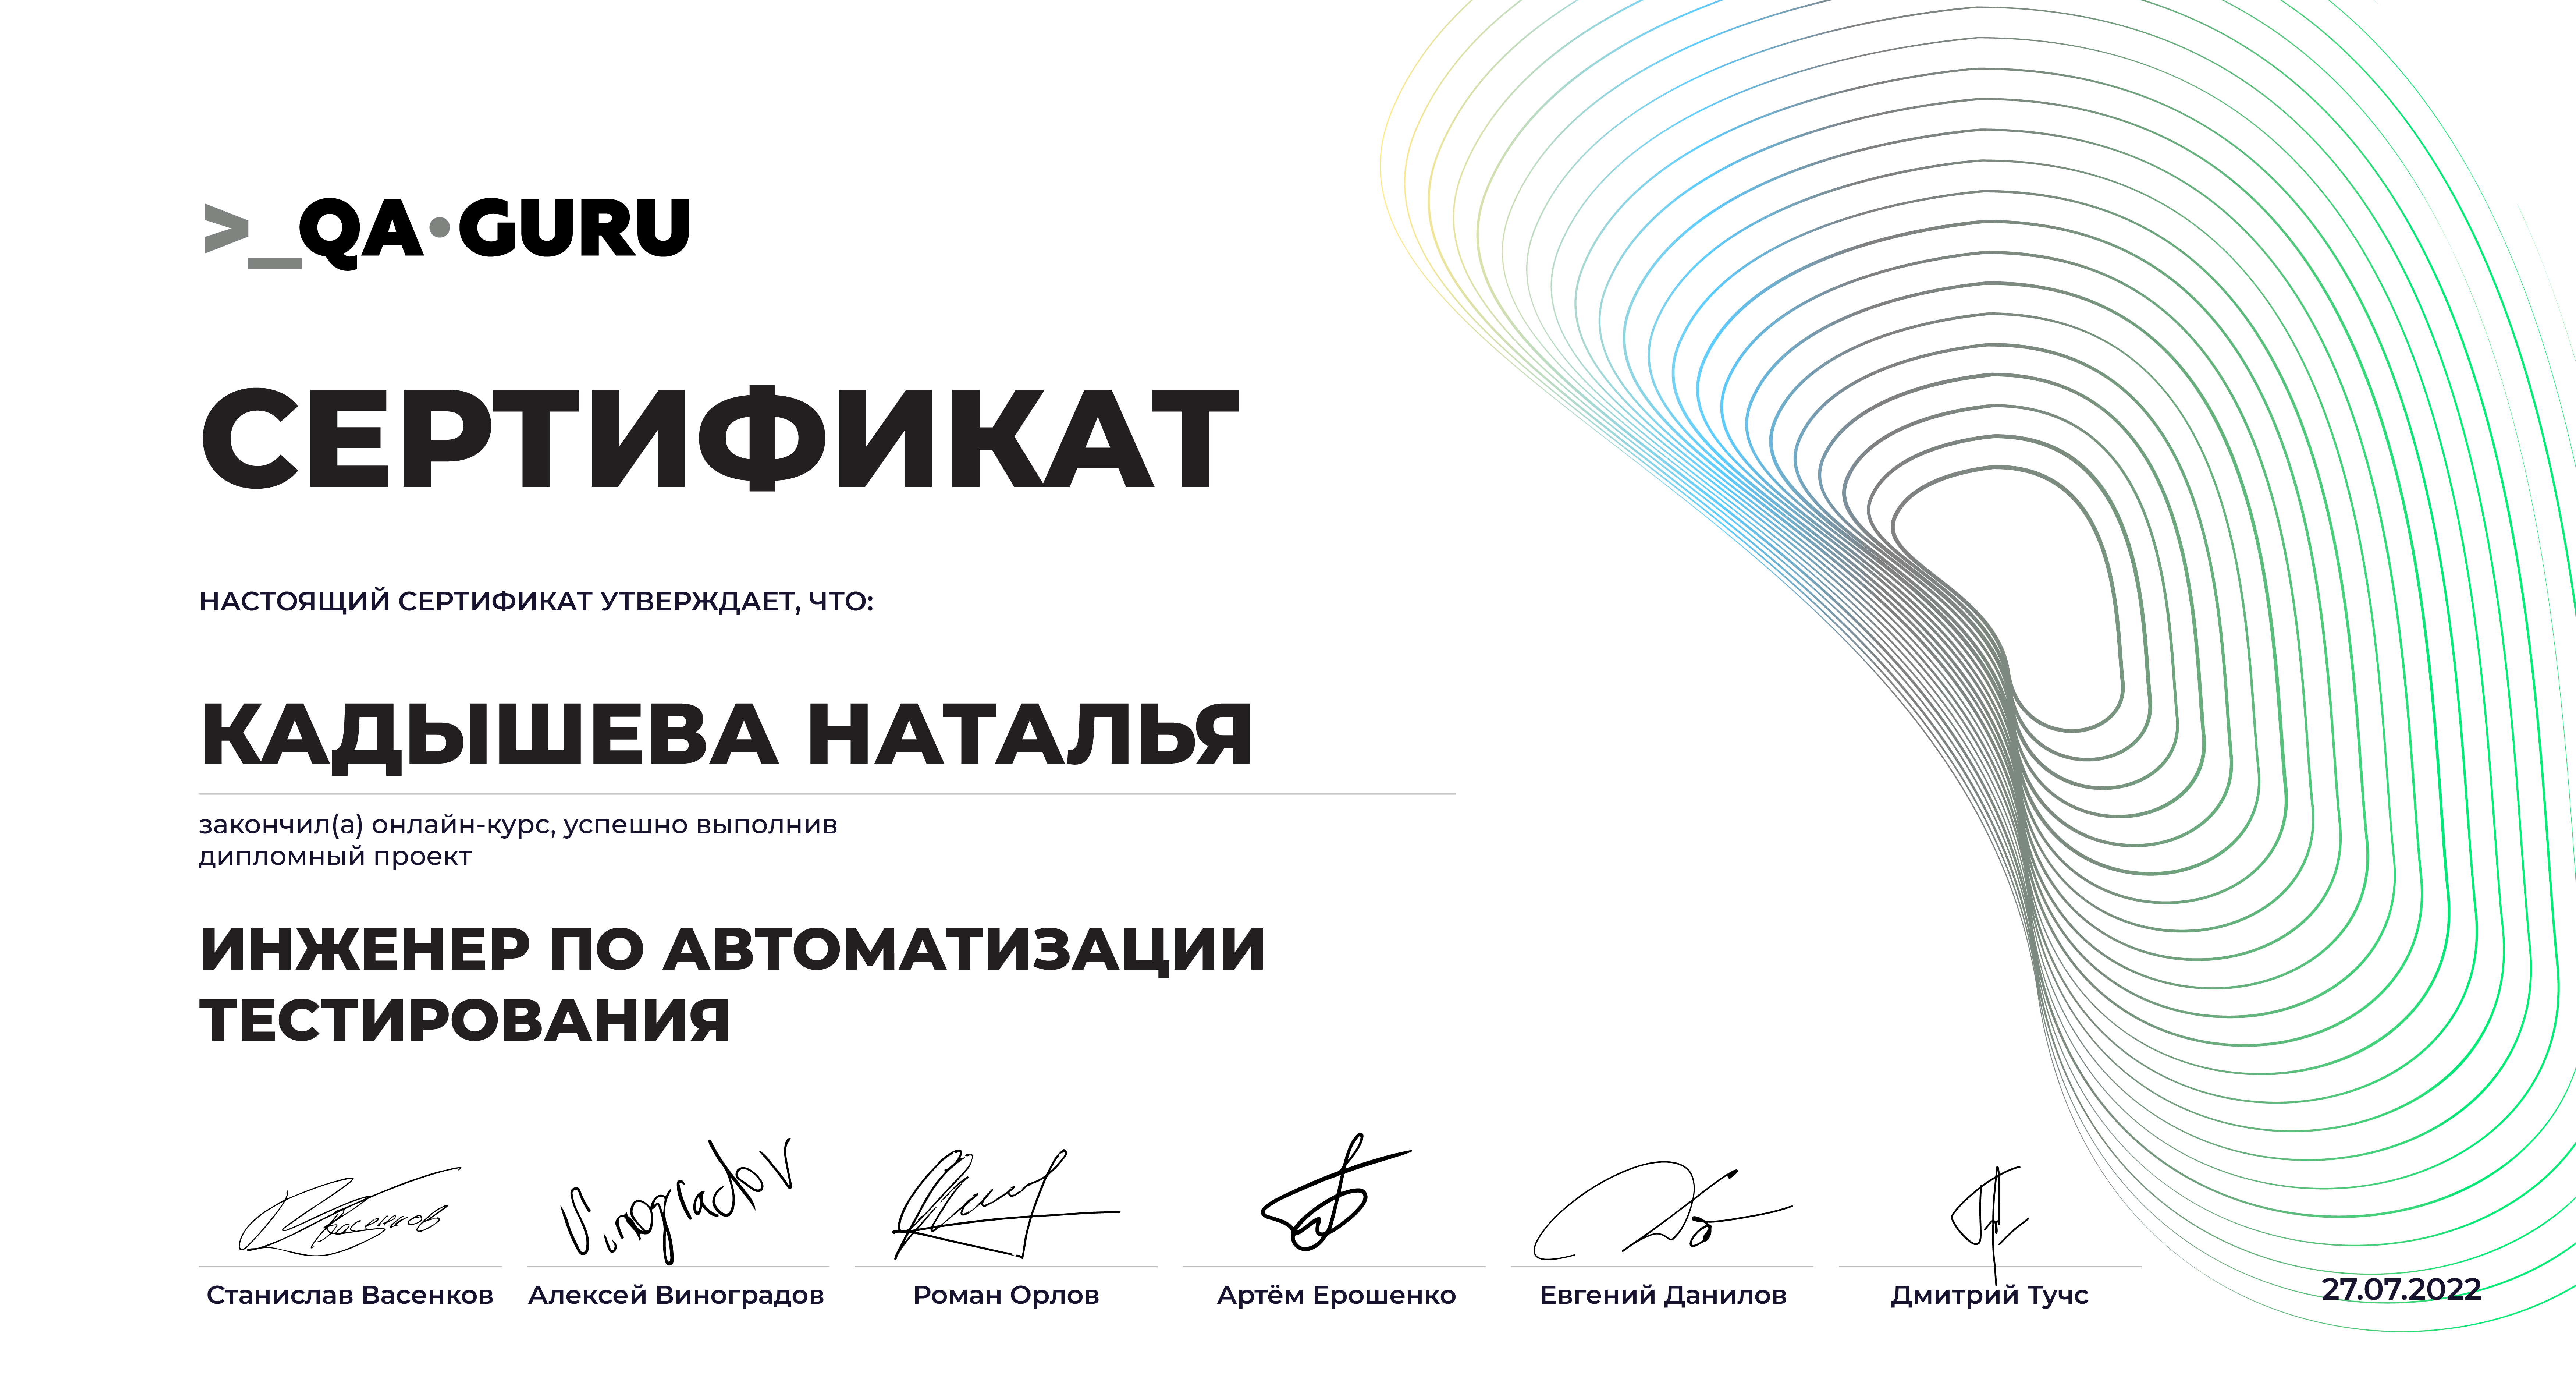 >_QA•GURU
СЕРТИФИКАТ
НАСТОЯЩИЙ СЕРТИФИКАТ УТВЕРЖДАЕТ, ЧТО:
КАДЫШЕВА НАТАЛЬЯ
закончил(а) онлайн-курс, успешно выполнив
дипломный проект
ИНЖЕНЕР ПО АВТОМАТИЗАЦИИ
ТЕСТИРОВАНИЯ
Васенков Vinogradov
Станислав Васенков Алексей Виноградов Роман Орлов Артём Ерошенко Евгений Данилов Дмитрий Тучс 27.07.2022